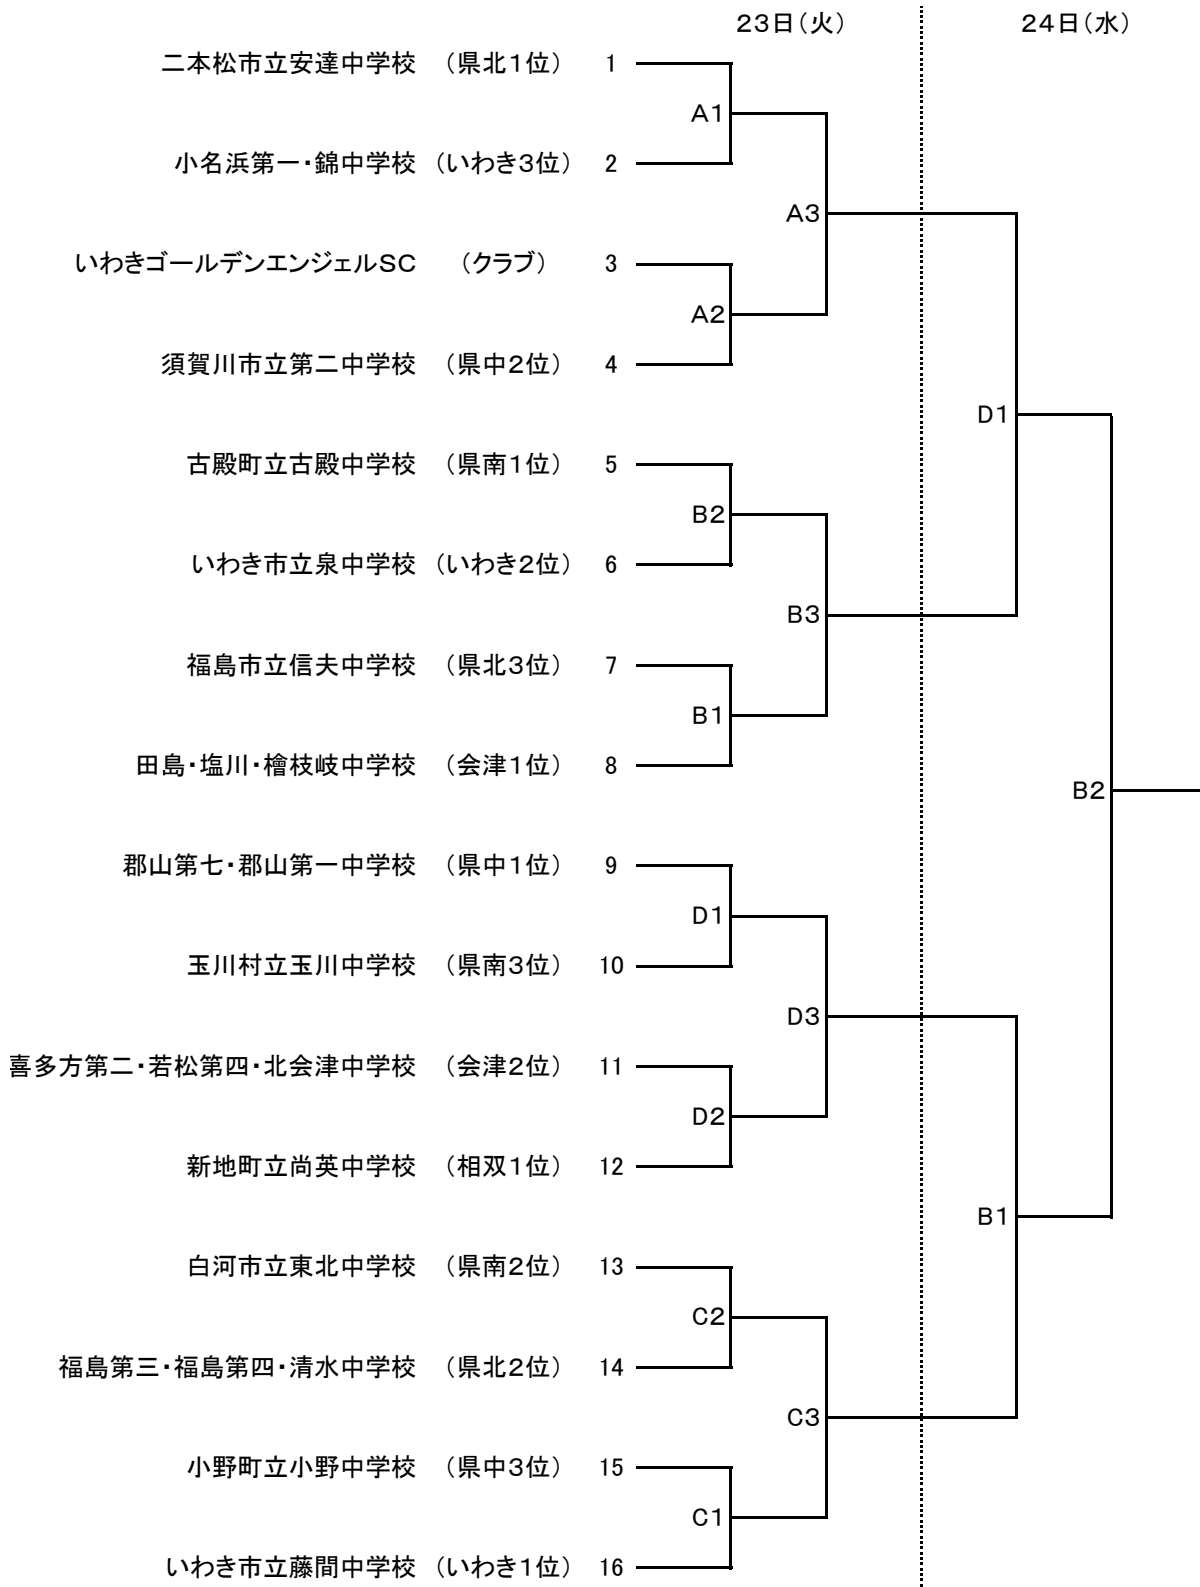 23日（火） 24日（水）
二本松市立安達中学校 （県北1位） 1
A1
小名浜第一・錦中学校 （いわき3位） 2
A3
いわきゴールデンエンジェルSC （クラブ） 3
A2
須賀川市立第二中学校 （県中2位） 4
D1
古殿町立古殿中学校 （県南1位） 5
B2
いわき市立泉中学校 （いわき2位） 6
B3
福島市立信夫中学校 （県北3位） 7
B1
田島・塩川・檜枝岐中学校 （会津1位） 8
B2
郡山第七・郡山第一中学校 （県中1位） 9
D1
玉川村立玉川中学校 （県南3位） 10
D3
喜多方第二・若松第四・北会津中学校 （会津2位） 11
D2
新地町立尚英中学校 （相双1位） 12
B1
白河市立東北中学校 （県南2位） 13
C2
福島第三・福島第四・清水中学校 （県北2位） 14
C3
小野町立小野中学校 （県中3位） 15
C1
いわき市立藤間中学校 （いわき1位） 16